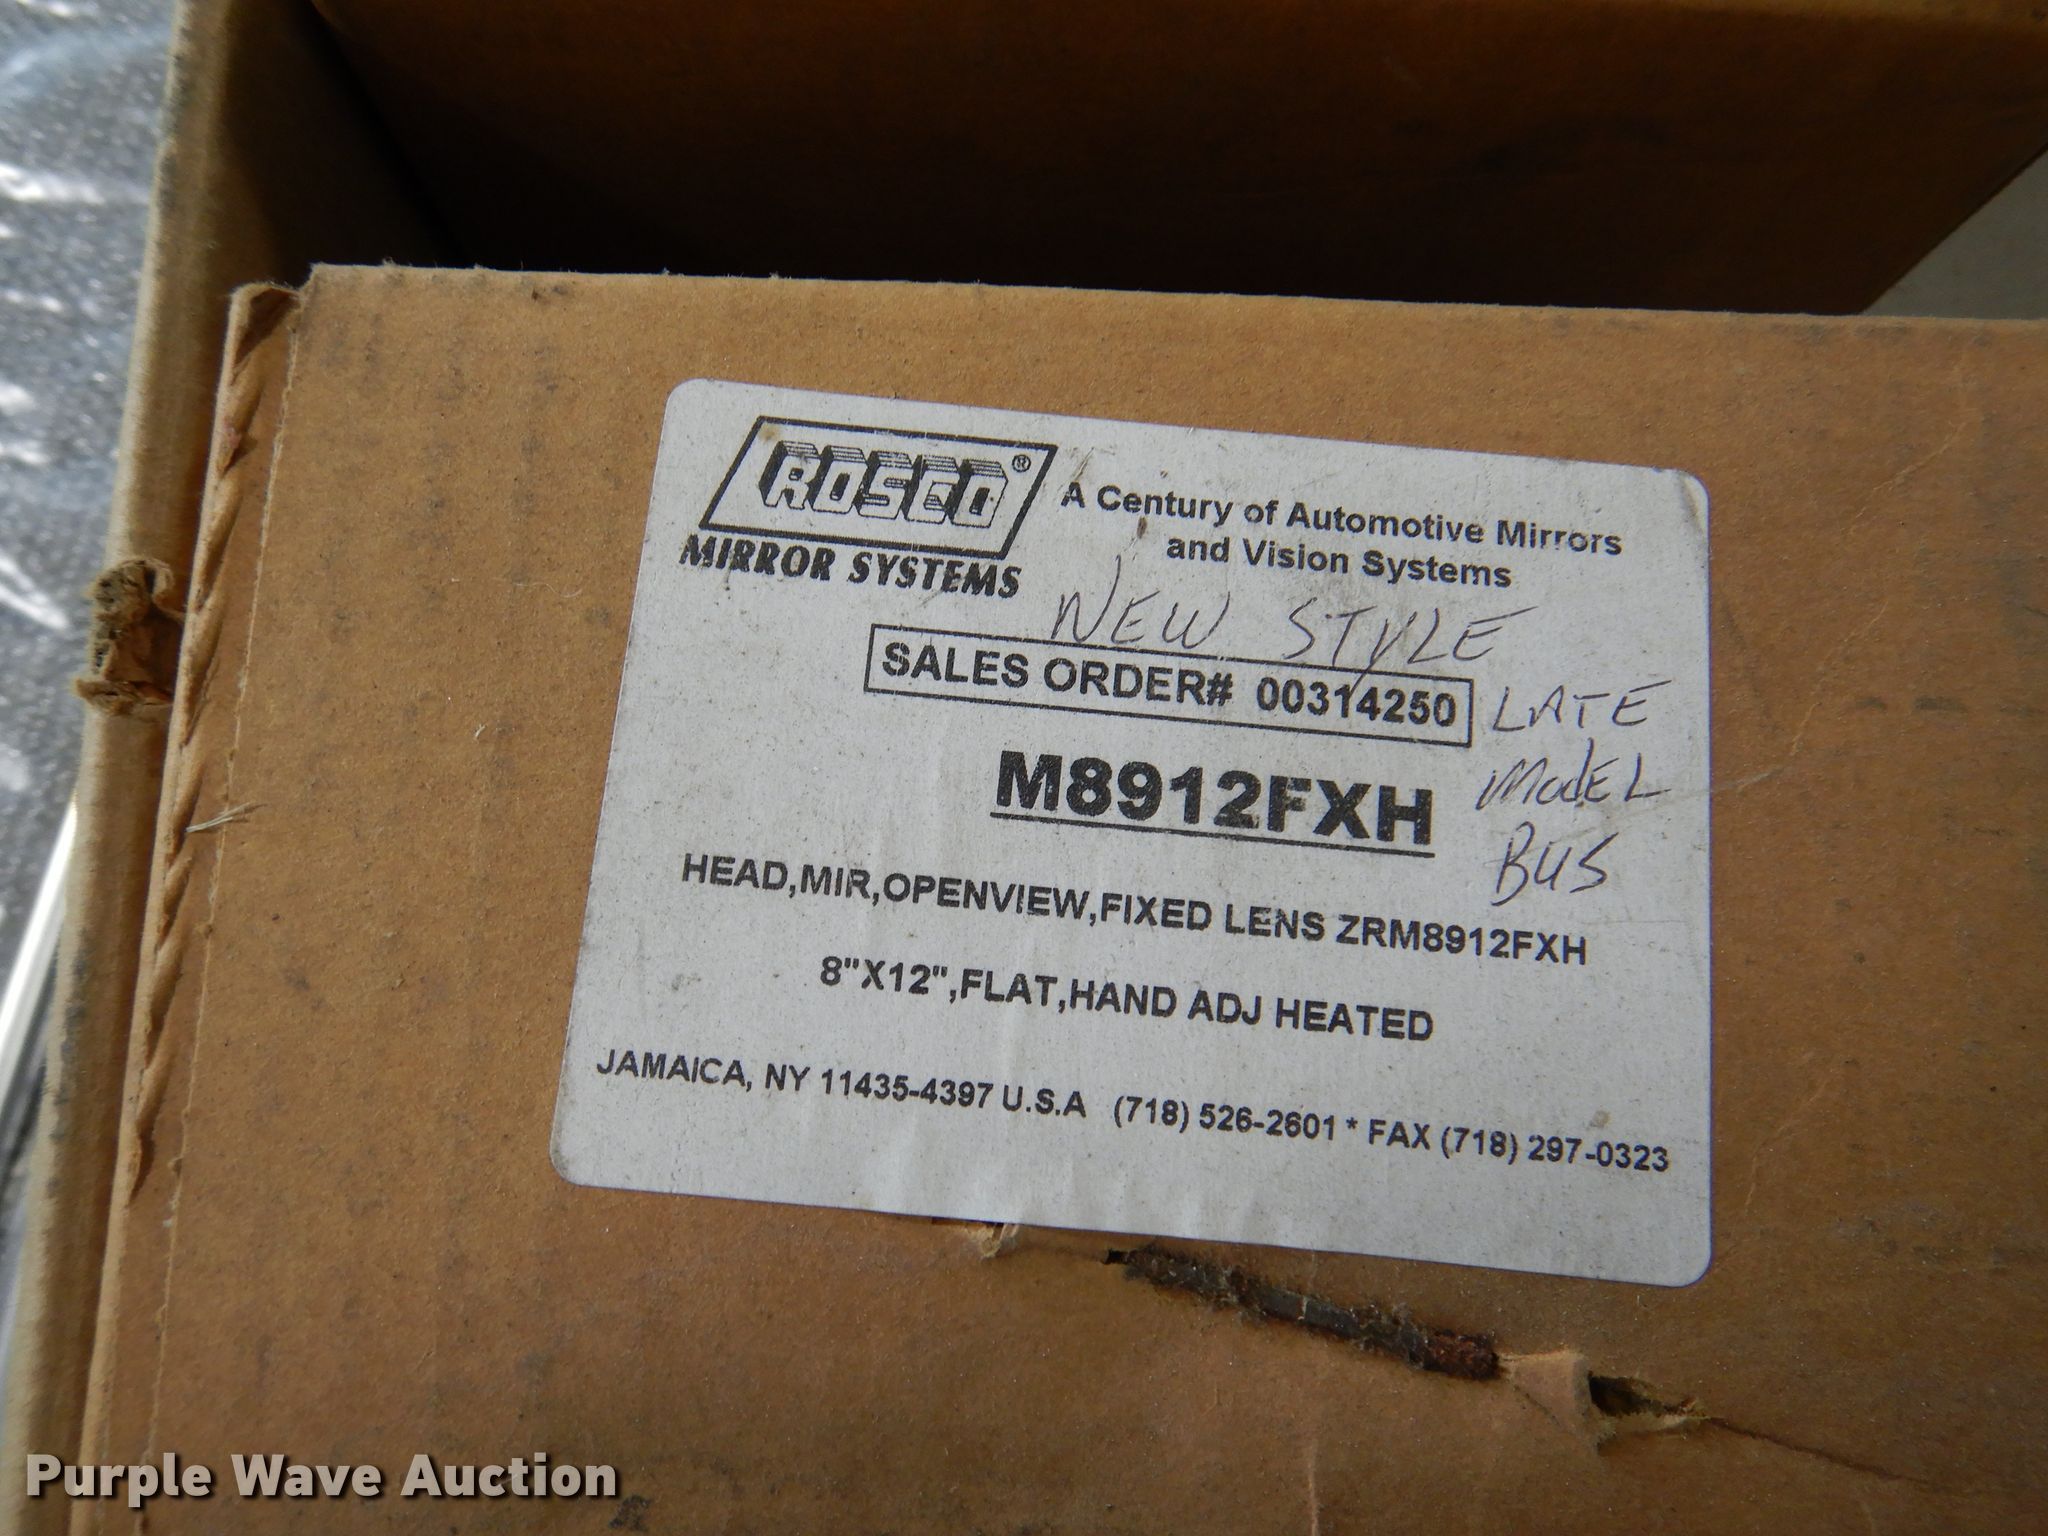 ROSCO®
MIRROR SYSTEMS
A Century of Automotive Mirrors
and Vision Systems
NEW STYLE
SALES ORDER# 00314250
LATE
MODEL
BUS
M8912FXH
HEAD,MIR,OPENVIEW,FIXED LENS ZRM8912FXH
8"X12",FLAT,HAND ADJ HEATED
JAMAICA, NY 11435-4397 U.S.A (718) 526-2601 * FAX (718) 297-0323
Purple Wave Auction